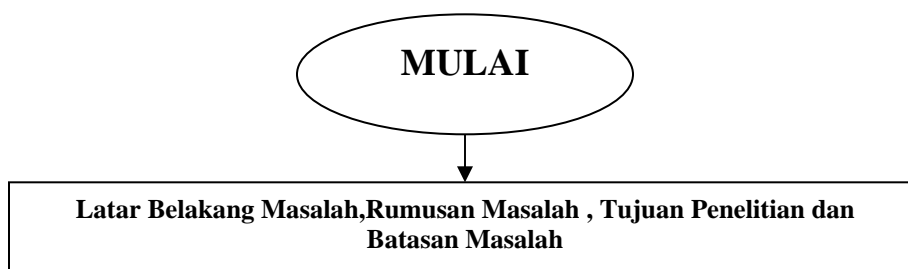 MULAI
Latar Belakang Masalah,Rumusan Masalah , Tujuan Penelitian dan
Batasan Masalah